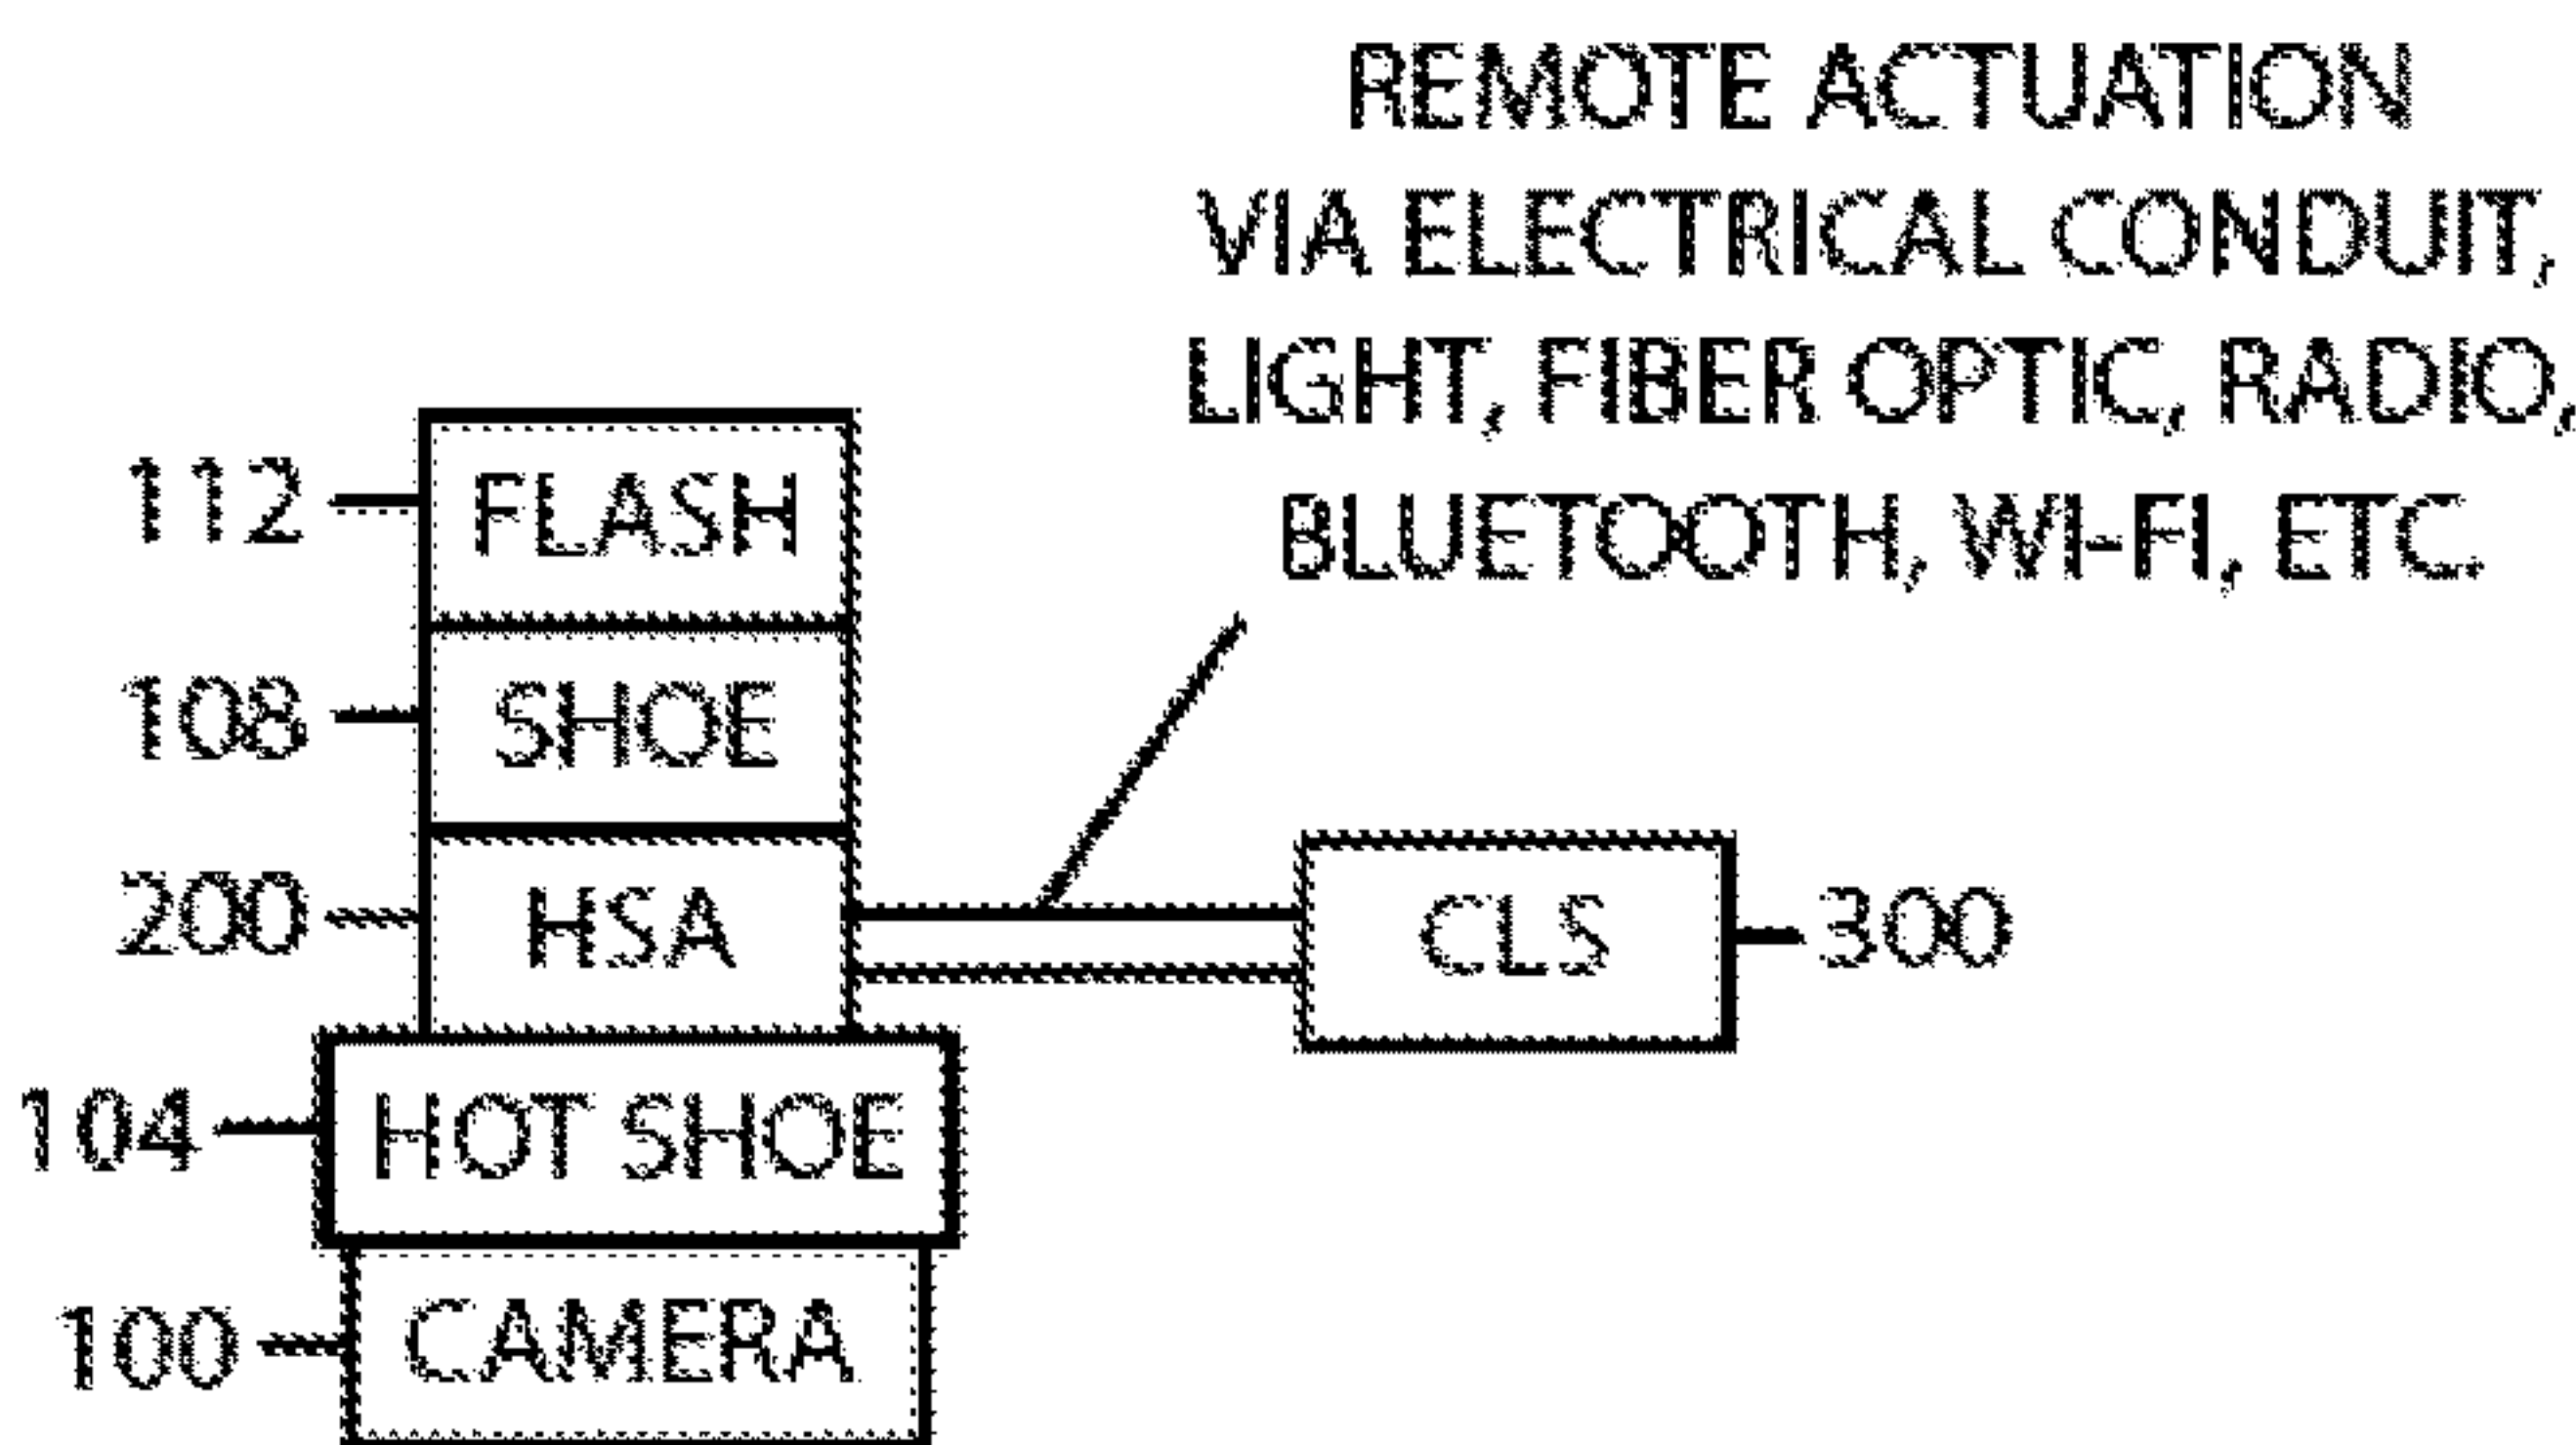 REMOTE ACTUATION
VIA ELECTRICAL CONDUIT,
LIGHT, FIBER OPTIC, RADIO,
BLUETOOTH, WI-FI, ETC.
112 FLASH
108 SHOE
200 HSA CLS 300
104 HOT SHOE
100 CAMERA